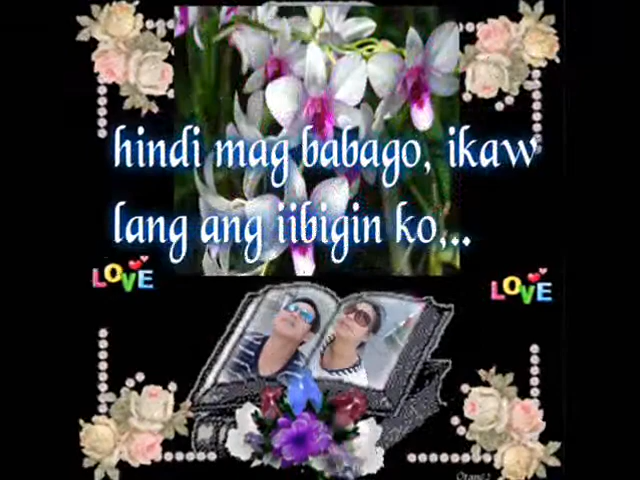 hindi mag babago, ikaw
lang ang iibigin ko,..
LOVE
LOVE